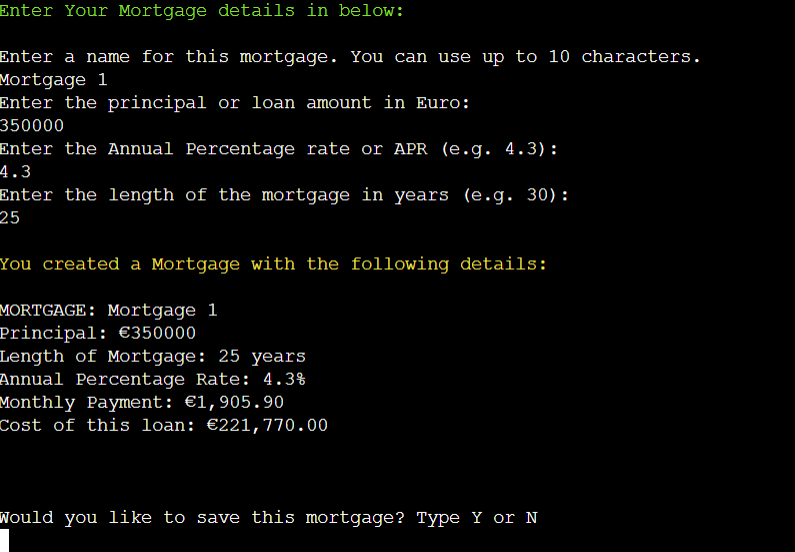 Enter Your Mortgage details in below:
Enter a name for this mortgage. You can use up to 10 characters.
Mortgage 1
Enter the principal or loan amount in Euro:
350000
Enter the Annual Percentage rate or APR (e.g. 4.3):
4.3
Enter the length of the mortgage in years (e.g. 30):
25
You created a Mortgage with the following details:
MORTGAGE: Mortgage 1
Principal: €350000
Length of Mortgage: 25 years
Annual Percentage Rate: 4.3%
Monthly Payment: €1,905.90
Cost of this loan: €221,770.00
Would you like to save this mortgage? Type Y or N